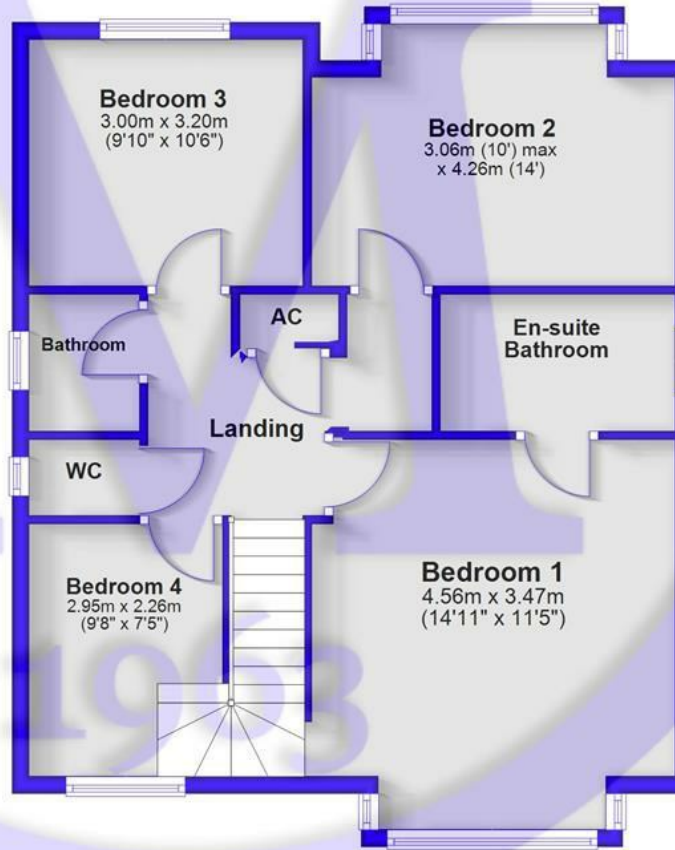 Bedroom 3
3.00m x 3.20m
(9'10" x 10'6")
Bedroom 2
3.06m (10') max
x 4.26m (14')
AC
Bathroom
En-suite
Bathroom
Landing
WC
Bedroom 4
2.95m x 2.26m
(9'8" x 7'5")
Bedroom 1
4.56m x 3.47m
(14'11" x 11'5")
1963